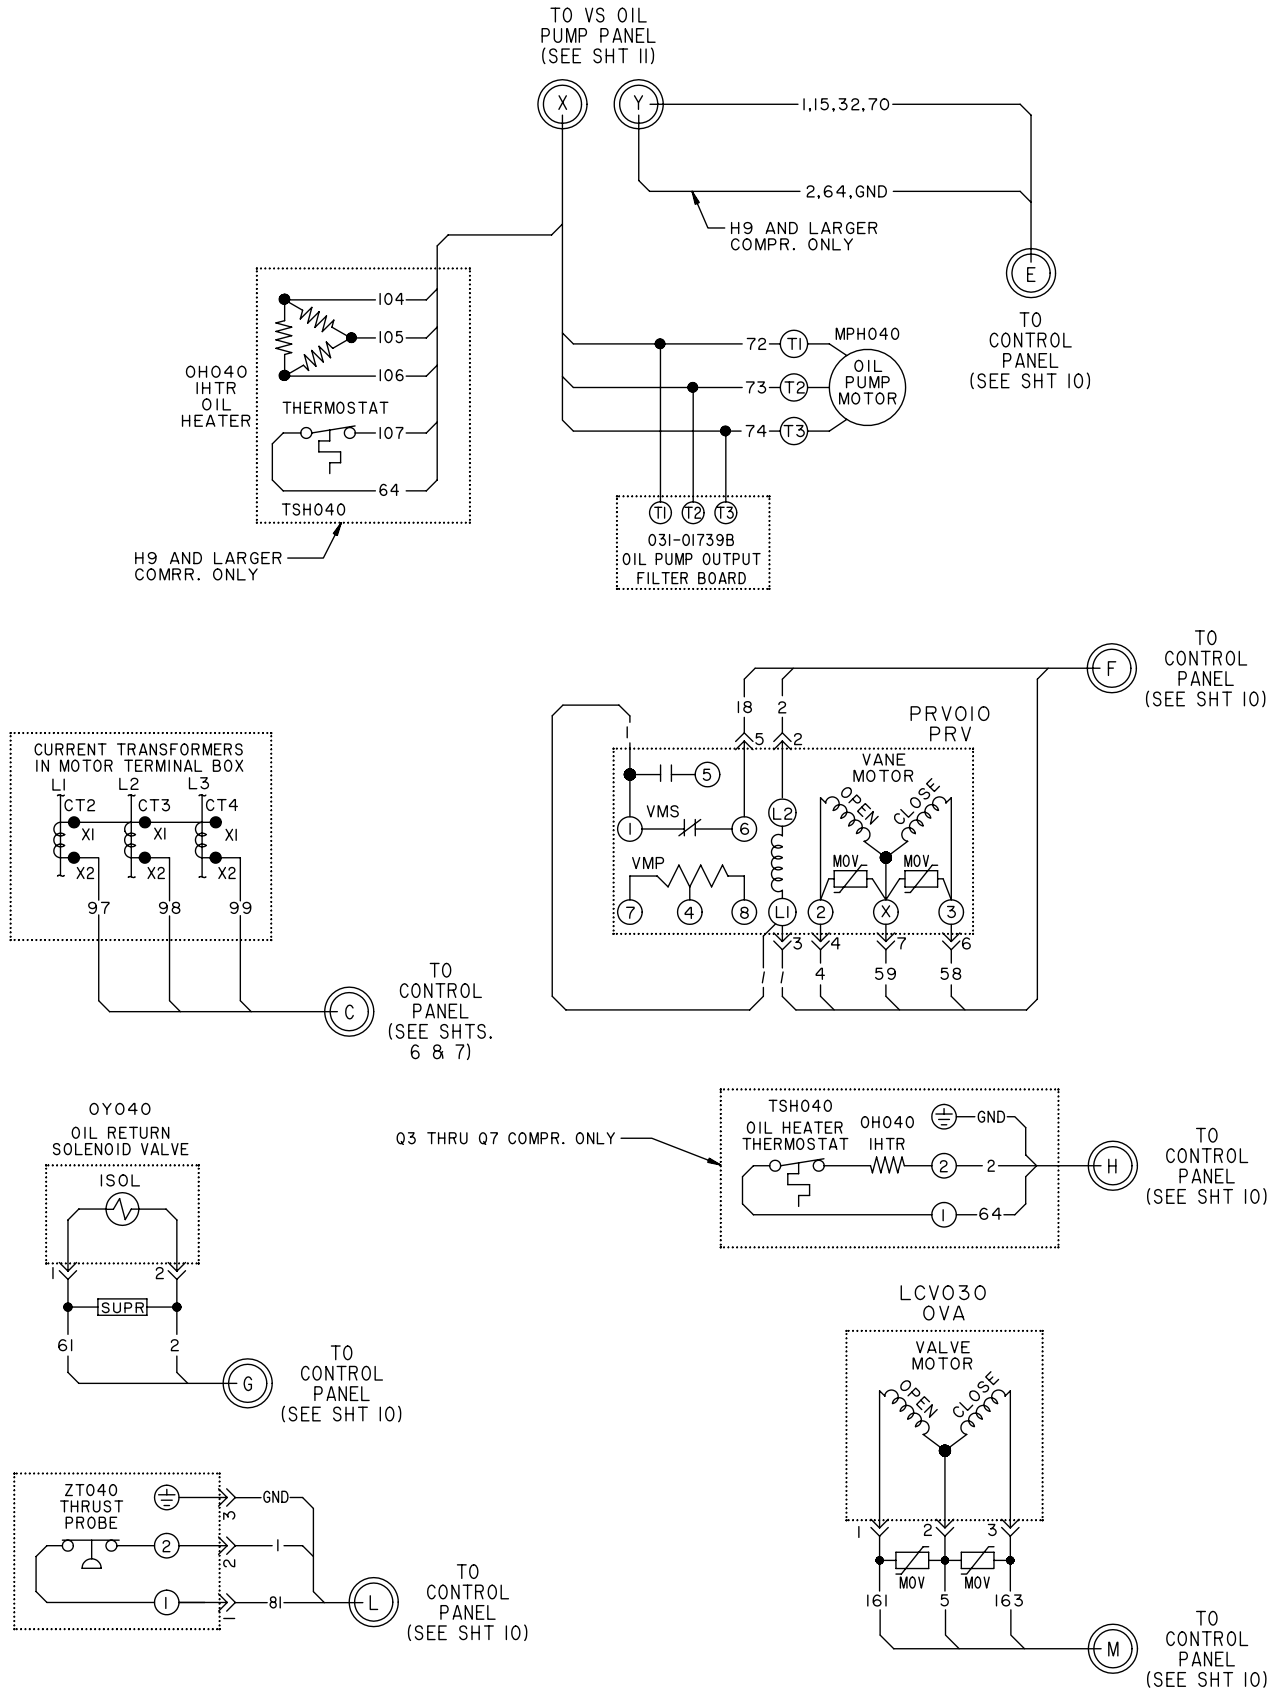 TO VS OIL
PUMP PANEL
(SEE SHT 11)
X
Y
1,15,32,70
2,64,GND
H9 AND LARGER
COMPR. ONLY
E
TO
CONTROL
PANEL
(SEE SHT 10)
104
105
106
OH040
IHTR
OIL
HEATER
THERMOSTAT
107
64
TSH040
H9 AND LARGER
COMRR. ONLY
72
T1
73
T2
74
T3
MPH040
OIL
PUMP
MOTOR
T1 T2 T3
031-01739B
OIL PUMP OUTPUT
FILTER BOARD
TO
CONTROL
PANEL
(SEE SHT 10)
F
18 2
5 2
PRV010
PRV
VANE
MOTOR
OPEN
CLOSE
5
VMS
1
6
L2
VMP
MOV
MOV
7 4 8 L1 2 X 3
3 4 7 6
4 59 58
CURRENT TRANSFORMERS
IN MOTOR TERMINAL BOX
L1 L2 L3
CT2 CT3 CT4
X1 X1 X1
X2 X2 X2
97 98 99
C
TO
CONTROL
PANEL
(SEE SHTS.
6 & 7)
OY040
OIL RETURN
SOLENOID VALVE
1SOL
1 2
SUPR
61 2
G
TO
CONTROL
PANEL
(SEE SHT 10)
Q3 THRU Q7 COMPR. ONLY
TSH040
OIL HEATER
THERMOSTAT
OH040
1HTR
GND
2
2
1
64
H
TO
CONTROL
PANEL
(SEE SHT 10)
LCV030
OVA
VALVE
MOTOR
OPEN
CLOSE
1 2 3
MOV MOV
161 5 163
M
TO
CONTROL
PANEL
(SEE SHT 10)
ZT040
THRUST
PROBE
3
GND
2
2
1
1
1
81
L
TO
CONTROL
PANEL
(SEE SHT 10)